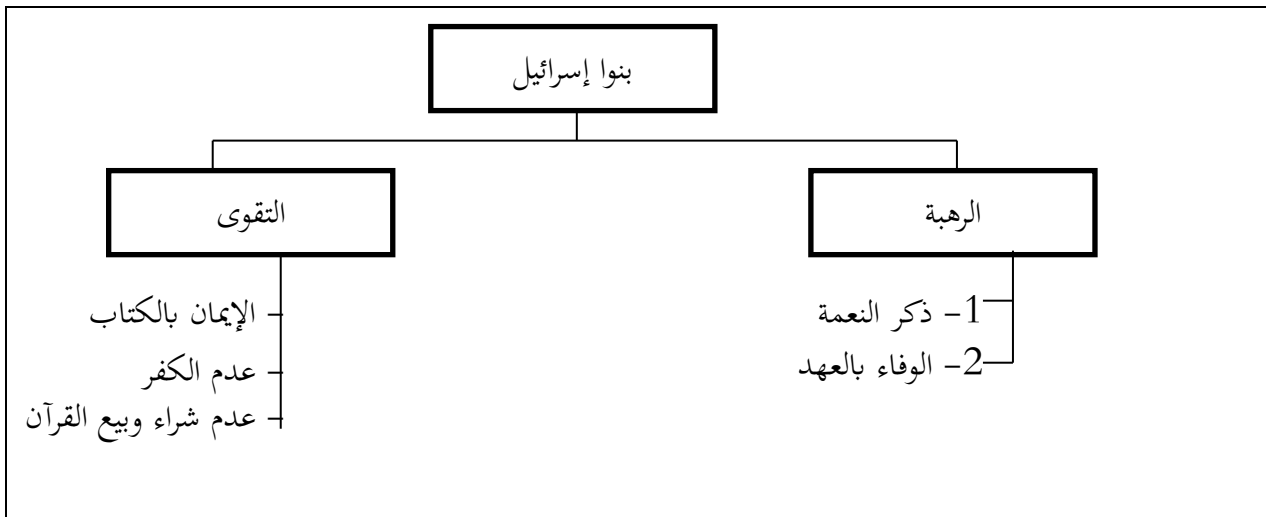 بنوا إسرائيل
الرهبة
التقوى
1- ذكر النعمة
2- الوفاء بالعهد
- الإيمان بالكتاب
- عدم الكفر
- عدم شراء وبيع القرآن